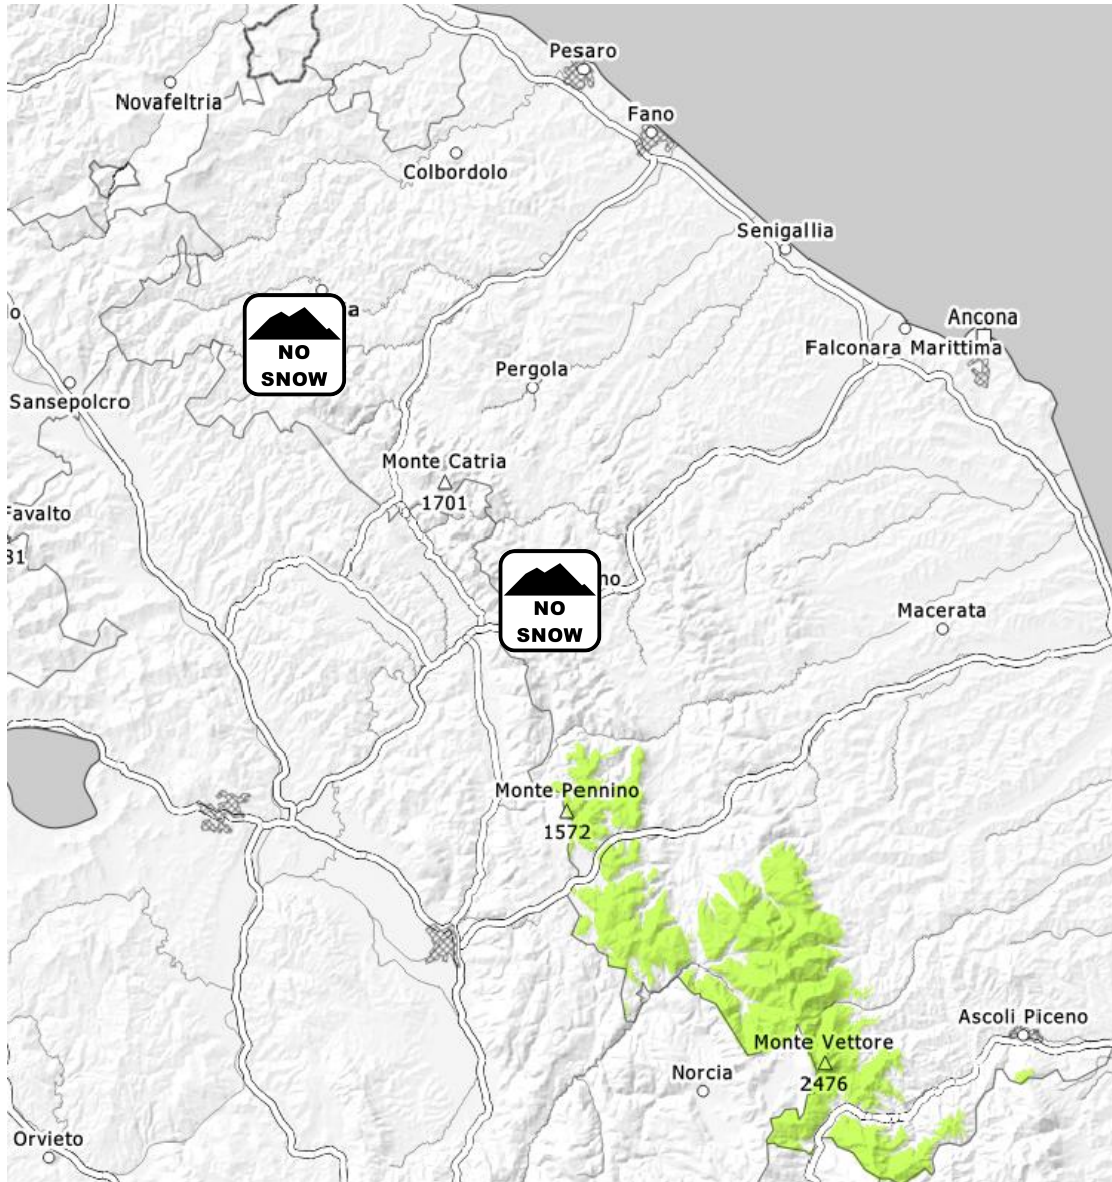 Pesaro
Novafeltria
Fano
Colbordolo
Senigallia
Ancona
Falconara Marittima
NO
SNOW
Pergola
Sansepolcro
Monte Catria
1701
Favalto
NO
SNOW
Macerata
Monte Pennino
1572
Ascoli Piceno
Monte Vettore
2476
Norcia
Orvieto